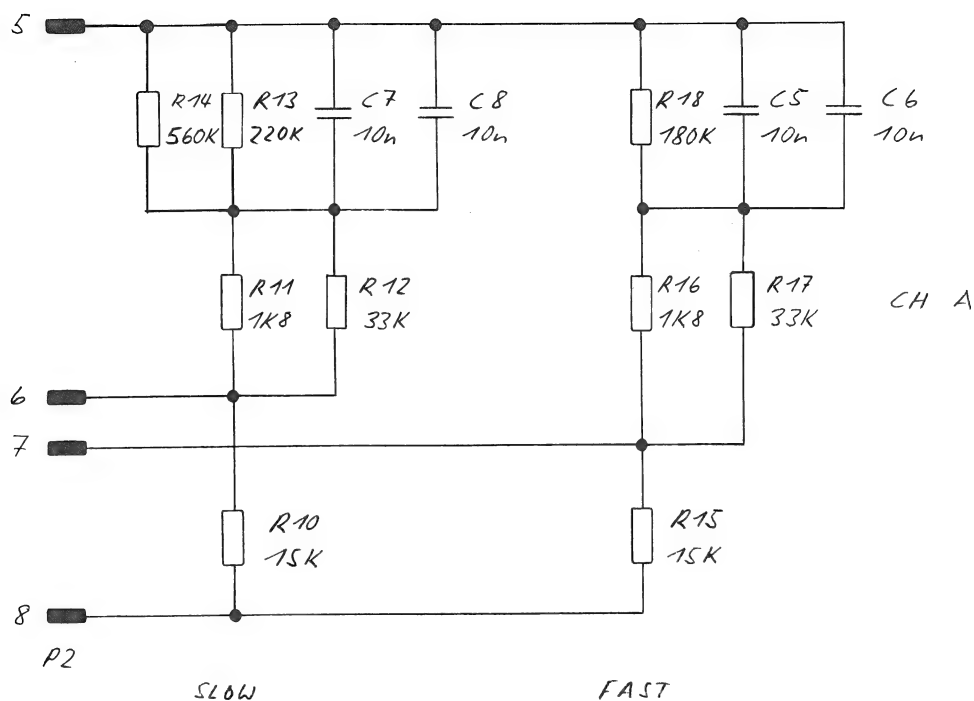 5
R14
560K
R13
220K
C7
10n
C8
10n
R18
180K
C5
10n
C6
10n
R11
1K8
R12
33K
R16
1K8
R17
33K
CH A
6
7
R10
15K
R15
15K
8
P2
SLOW
FAST